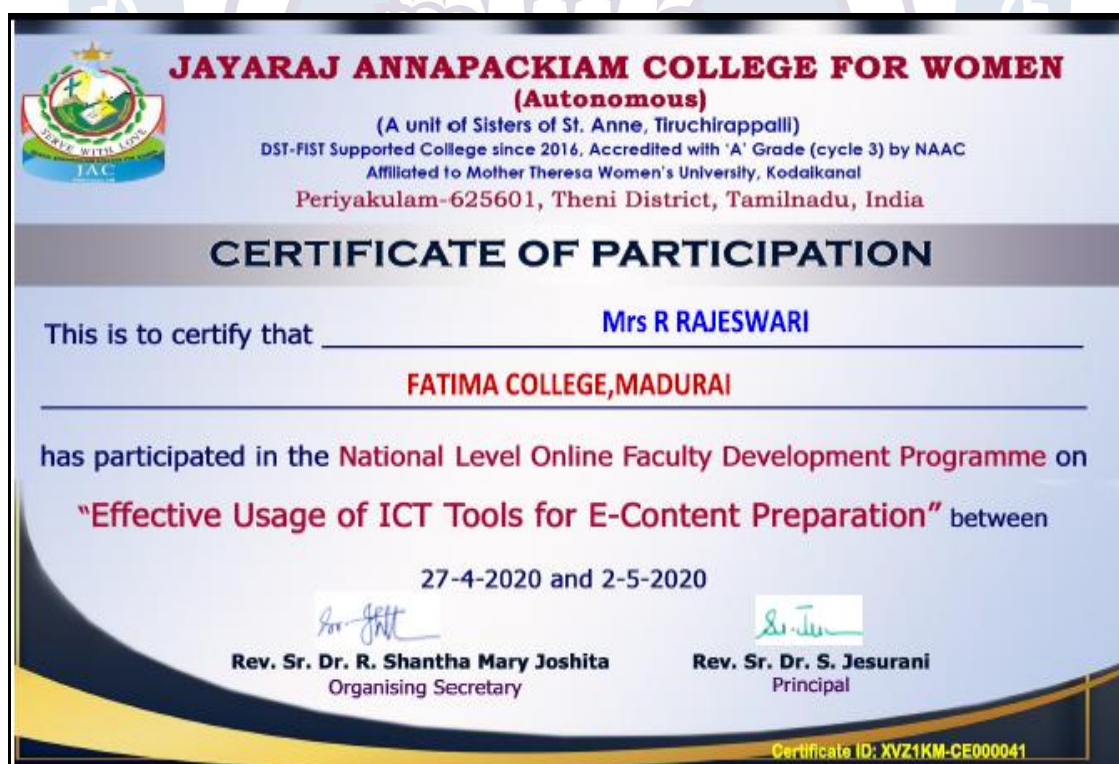 JAYARAJ ANNAPACKIAM COLLEGE FOR WOMEN
(Autonomous)
(A unit of Sisters of St. Anne, Tiruchirappalli)
DST-FIST Supported College since 2016, Accredited with 'A' Grade (cycle 3) by NAAC
Affiliated to Mother Theresa Women's University, Kodaikanal
Periyakulam-625601, Theni District, Tamilnadu, India
SERVE WITH LOVE
JAC
CERTIFICATE OF PARTICIPATION
This is to certify that Mrs R RAJESWARI
FATIMA COLLEGE,MADURAI
has participated in the National Level Online Faculty Development Programme on
"Effective Usage of ICT Tools for E-Content Preparation" between
27-4-2020 and 2-5-2020
Rev. Sr. Dr. R. Shantha Mary Joshita Rev. Sr. Dr. S. Jesurani
Organising Secretary Principal
Certificate ID: XVZ1KM-CE000041